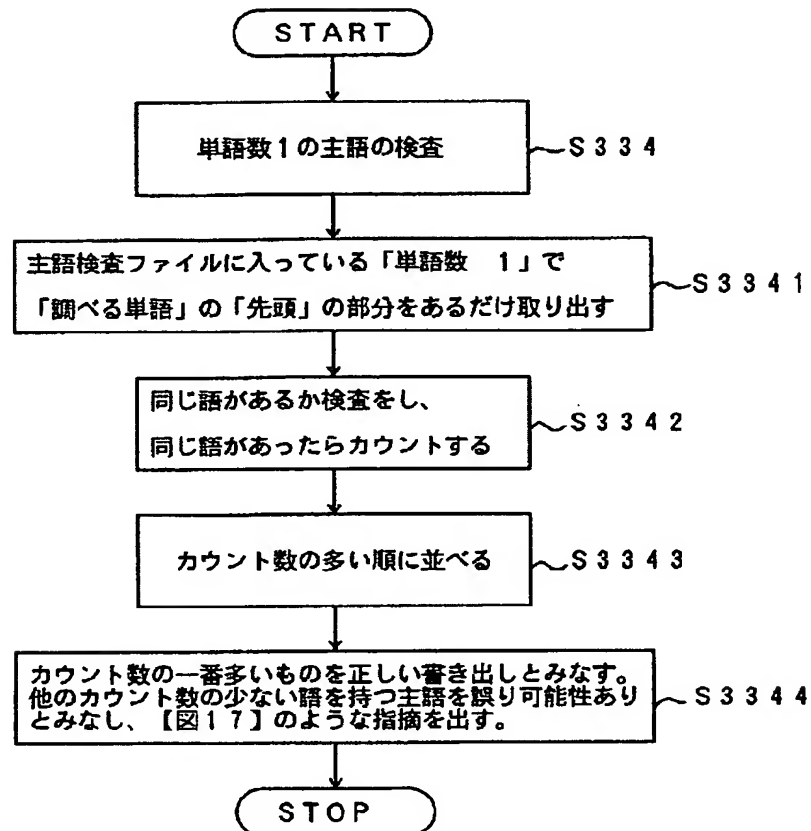 START
単語数1の主語の検査
S334
主語検査ファイルに入っている「単語数　1」で
「調べる単語」の「先頭」の部分をあるだけ取り出す
S3341
同じ語があるか検査をし、
同じ語があったらカウントする
S3342
カウント数の多い順に並べる
S3343
カウント数の一番多いものを正しい書き出しとみなす。
他のカウント数の少ない語を持つ主語を誤り可能性あり
とみなし、【図17】のような指摘を出す。
S3344
STOP